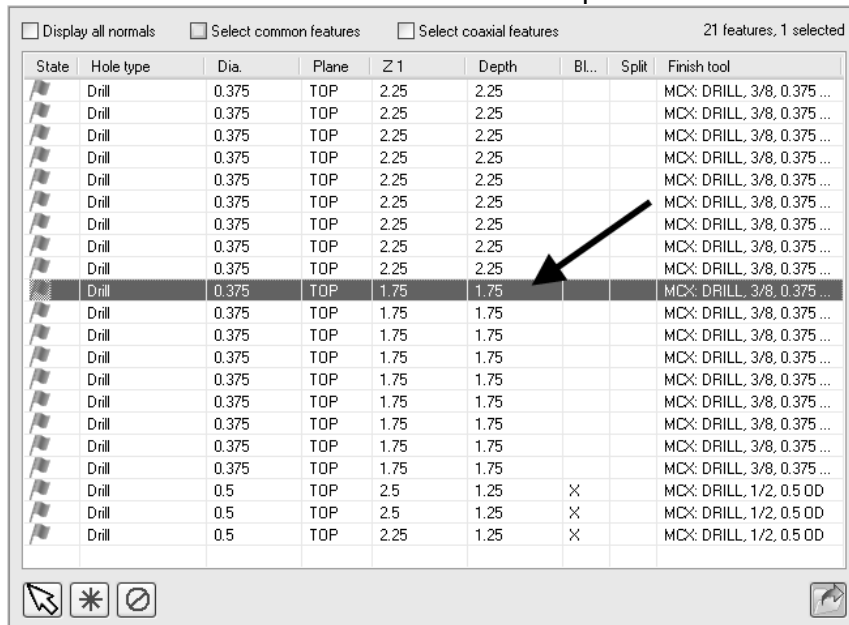 Display all normals Select common features Select coaxial features 21 features, 1 selected
State Hole type Dia. Plane Z 1 Depth Bl... Split Finish tool
Drill 0.375 TOP 2.25 2.25 MCX: DRILL, 3/8, 0.375 ...
Drill 0.375 TOP 2.25 2.25 MCX: DRILL, 3/8, 0.375 ...
Drill 0.375 TOP 2.25 2.25 MCX: DRILL, 3/8, 0.375 ...
Drill 0.375 TOP 2.25 2.25 MCX: DRILL, 3/8, 0.375 ...
Drill 0.375 TOP 2.25 2.25 MCX: DRILL, 3/8, 0.375 ...
Drill 0.375 TOP 2.25 2.25 MCX: DRILL, 3/8, 0.375 ...
Drill 0.375 TOP 2.25 2.25 MCX: DRILL, 3/8, 0.375 ...
Drill 0.375 TOP 2.25 2.25 MCX: DRILL, 3/8, 0.375 ...
Drill 0.375 TOP 2.25 2.25 MCX: DRILL, 3/8, 0.375 ...
Drill 0.375 TOP 1.75 1.75 MCX: DRILL, 3/8, 0.375 ...
Drill 0.375 TOP 1.75 1.75 MCX: DRILL, 3/8, 0.375 ...
Drill 0.375 TOP 1.75 1.75 MCX: DRILL, 3/8, 0.375 ...
Drill 0.375 TOP 1.75 1.75 MCX: DRILL, 3/8, 0.375 ...
Drill 0.375 TOP 1.75 1.75 MCX: DRILL, 3/8, 0.375 ...
Drill 0.375 TOP 1.75 1.75 MCX: DRILL, 3/8, 0.375 ...
Drill 0.375 TOP 1.75 1.75 MCX: DRILL, 3/8, 0.375 ...
Drill 0.375 TOP 1.75 1.75 MCX: DRILL, 3/8, 0.375 ...
Drill 0.375 TOP 1.75 1.75 MCX: DRILL, 3/8, 0.375 ...
Drill 0.5 TOP 2.5 1.25 X MCX: DRILL, 1/2, 0.5 OD
Drill 0.5 TOP 2.5 1.25 X MCX: DRILL, 1/2, 0.5 OD
Drill 0.5 TOP 2.25 1.25 X MCX: DRILL, 1/2, 0.5 OD